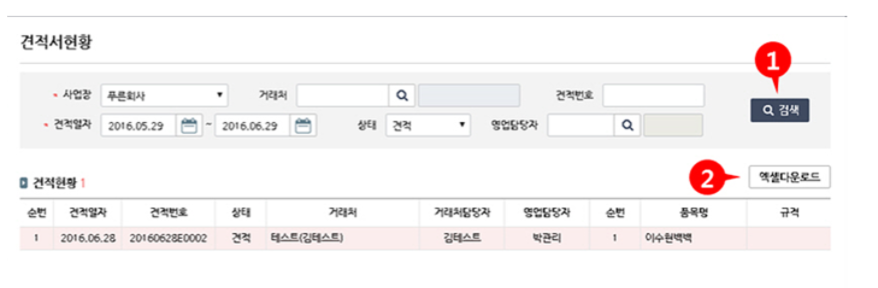 견적서현황
1
사업장 푸른회사 거래처 견적번호
검색
견적일자 2016.05.29 ~ 2016.06.29 상태 견적 영업담당자
견적현황 1
2
엑셀다운로드
순번 견적일자 견적번호 상태 거래처 거래처담당자 영업담당자 순번 품목명 규격
1 2016.06.28 20160628E0002 견적 테스트(김테스트) 김테스트 박관리 1 이수현백백